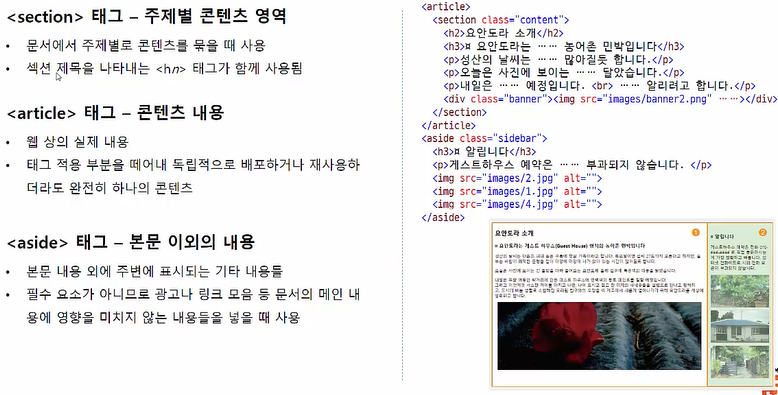 <section> 태그 – 주제별 콘텐츠 영역
• 문서에서 주제별로 콘텐츠를 묶을 때 사용
• 섹션 제목을 나타내는 <hn> 태그가 함께 사용됨
<article> 태그 – 콘텐츠 내용
• 웹 상의 실제 내용
• 태그 적용 부분을 떼어내 독립적으로 배포하거나 재사용하
더라도 완전히 하나의 콘텐츠
<aside> 태그 – 본문 이외의 내용
• 본문 내용 외에 주변에 표시되는 기타 내용들
• 필수 요소가 아니므로 광고나 링크 모음 등 문서의 메인 내
용에 영향을 미치지 않는 내용들을 넣을 때 사용
<article>
<section class="content">
<h2>요안도라 소개</h2>
<h3>¤ 요안도라는 …… 농어촌 민박입니다</h3>
<p>성산의 날씨는 …… 많아질듯 합니다.</p>
<p>오늘은 사진에 보이는 …… 달았습니다.</p>
<p>내일은 …… 예정입니다. <br> …… 알리려고 합니다.</p>
<div class="banner"><img src="images/banner2.png" ……></div>
</section>
</article>
<aside class="sidebar">
<h3>¤ 알립니다</h3>
<p>게스트하우스 예약은 …… 부과되지 않습니다. </p>
<img src="images/2.jpg" alt="">
<img src="images/1.jpg" alt="">
<img src="images/4.jpg" alt="">
</aside>
요안도라 소개
1
¤ 요안도라는 게스트 하우스(Guest House) 형식의 농어촌 민박입니다
2
¤ 알립니다